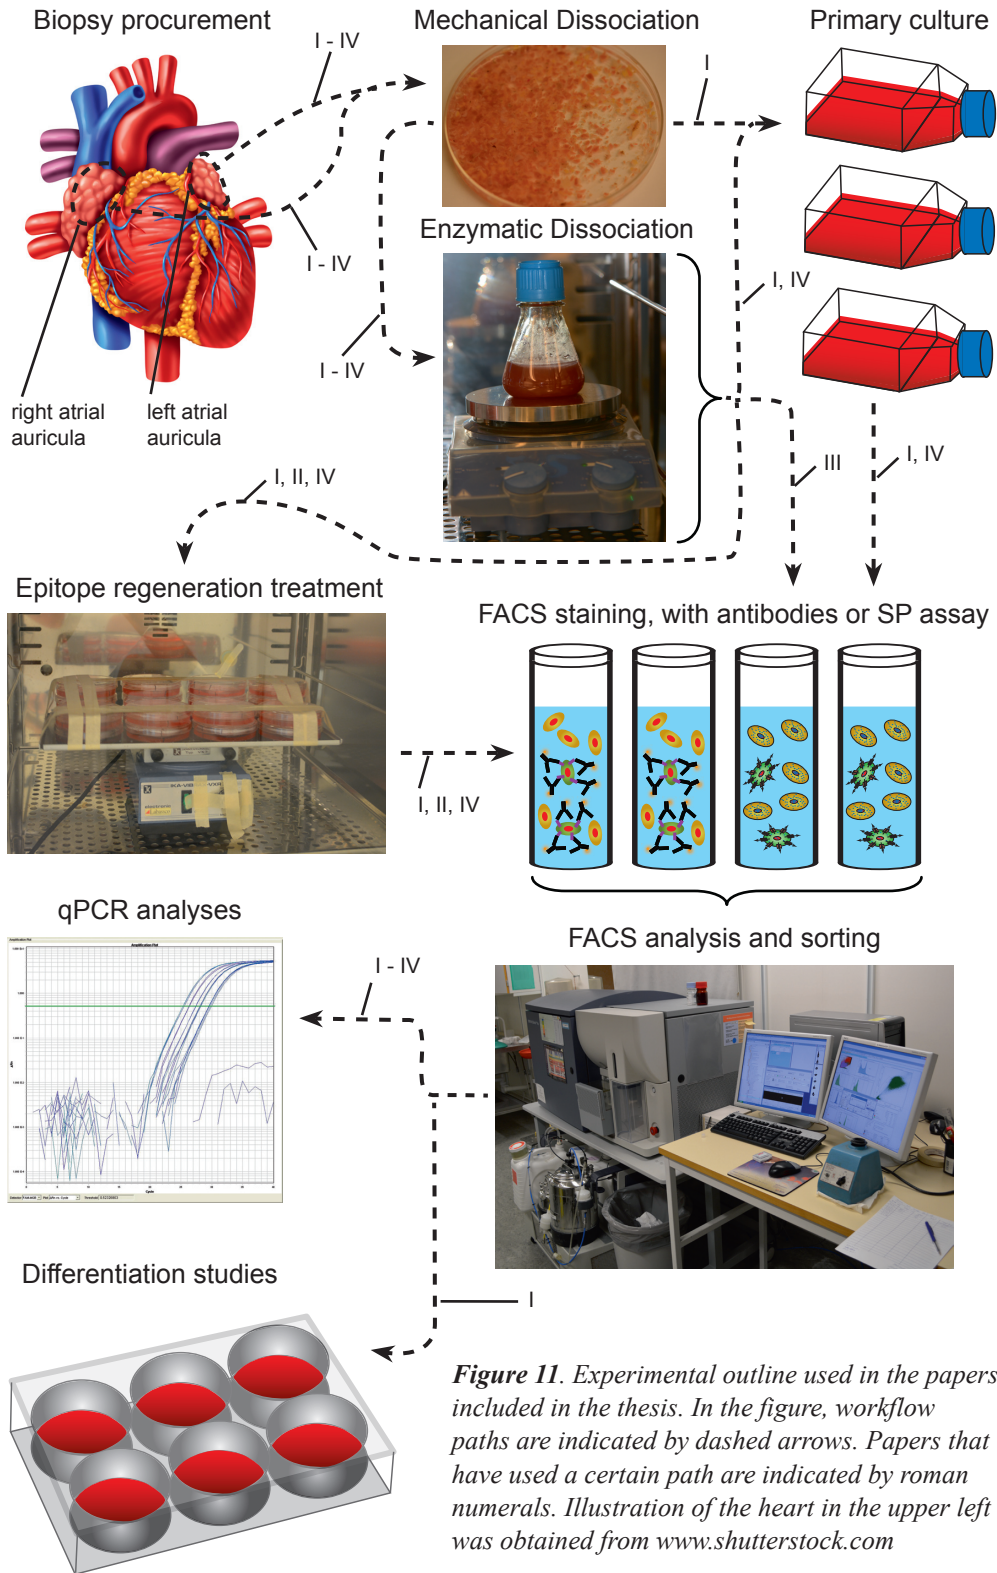 Biopsy procurement
Mechanical Dissociation
Primary culture
I - IV
I
I - IV
Enzymatic Dissociation
I, IV
I - IV
right atrial
auricula
left atrial
auricula
I, II, IV
III
I, IV
Epitope regeneration treatment
FACS staining, with antibodies or SP assay
I, II, IV
qPCR analyses
FACS analysis and sorting
Amplification Plot
I - IV
Cycle
Differentiation studies
I
Figure 11. Experimental outline used in the papers
included in the thesis. In the figure, workflow
paths are indicated by dashed arrows. Papers that
have used a certain path are indicated by roman
numerals. Illustration of the heart in the upper left
was obtained from www.shutterstock.com